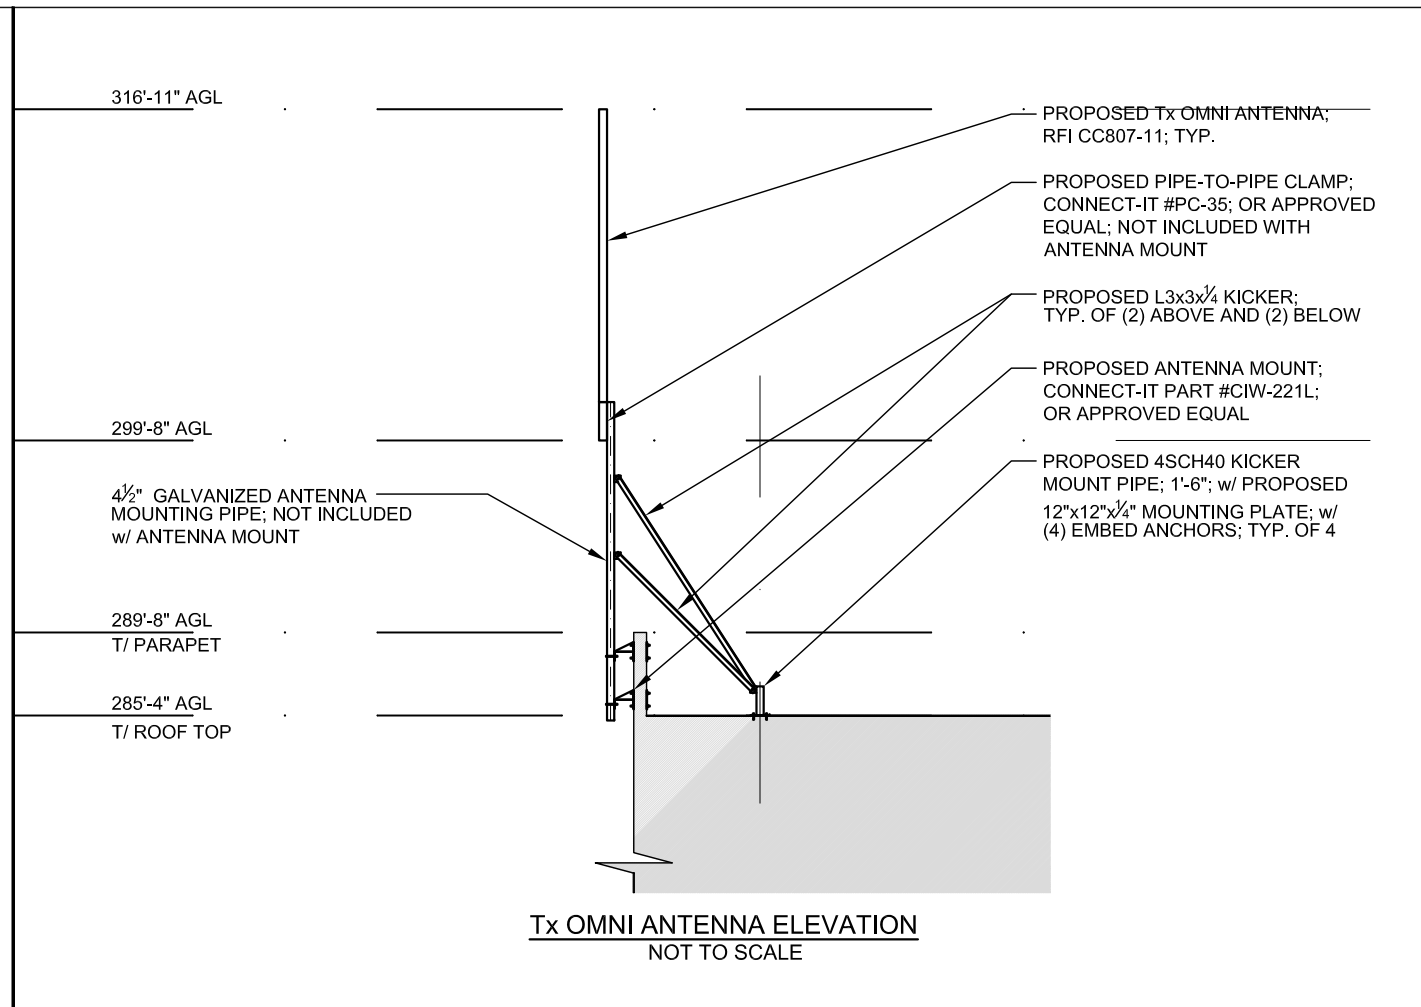 316'-11" AGL
PROPOSED Tx OMNI ANTENNA;
RFI CC807-11; TYP.
PROPOSED PIPE-TO-PIPE CLAMP;
CONNECT-IT #PC-35; OR APPROVED
EQUAL; NOT INCLUDED WITH
ANTENNA MOUNT
PROPOSED L3x3x¼ KICKER;
TYP. OF (2) ABOVE AND (2) BELOW
PROPOSED ANTENNA MOUNT;
CONNECT-IT PART #CIW-221L;
OR APPROVED EQUAL
299'-8" AGL
PROPOSED 4SCH40 KICKER
MOUNT PIPE; 1'-6"; w/ PROPOSED
12"x12"x¼" MOUNTING PLATE; w/
(4) EMBED ANCHORS; TYP. OF 4
4½" GALVANIZED ANTENNA
MOUNTING PIPE; NOT INCLUDED
w/ ANTENNA MOUNT
289'-8" AGL
T/ PARAPET
285'-4" AGL
T/ ROOF TOP
Tx OMNI ANTENNA ELEVATION
NOT TO SCALE